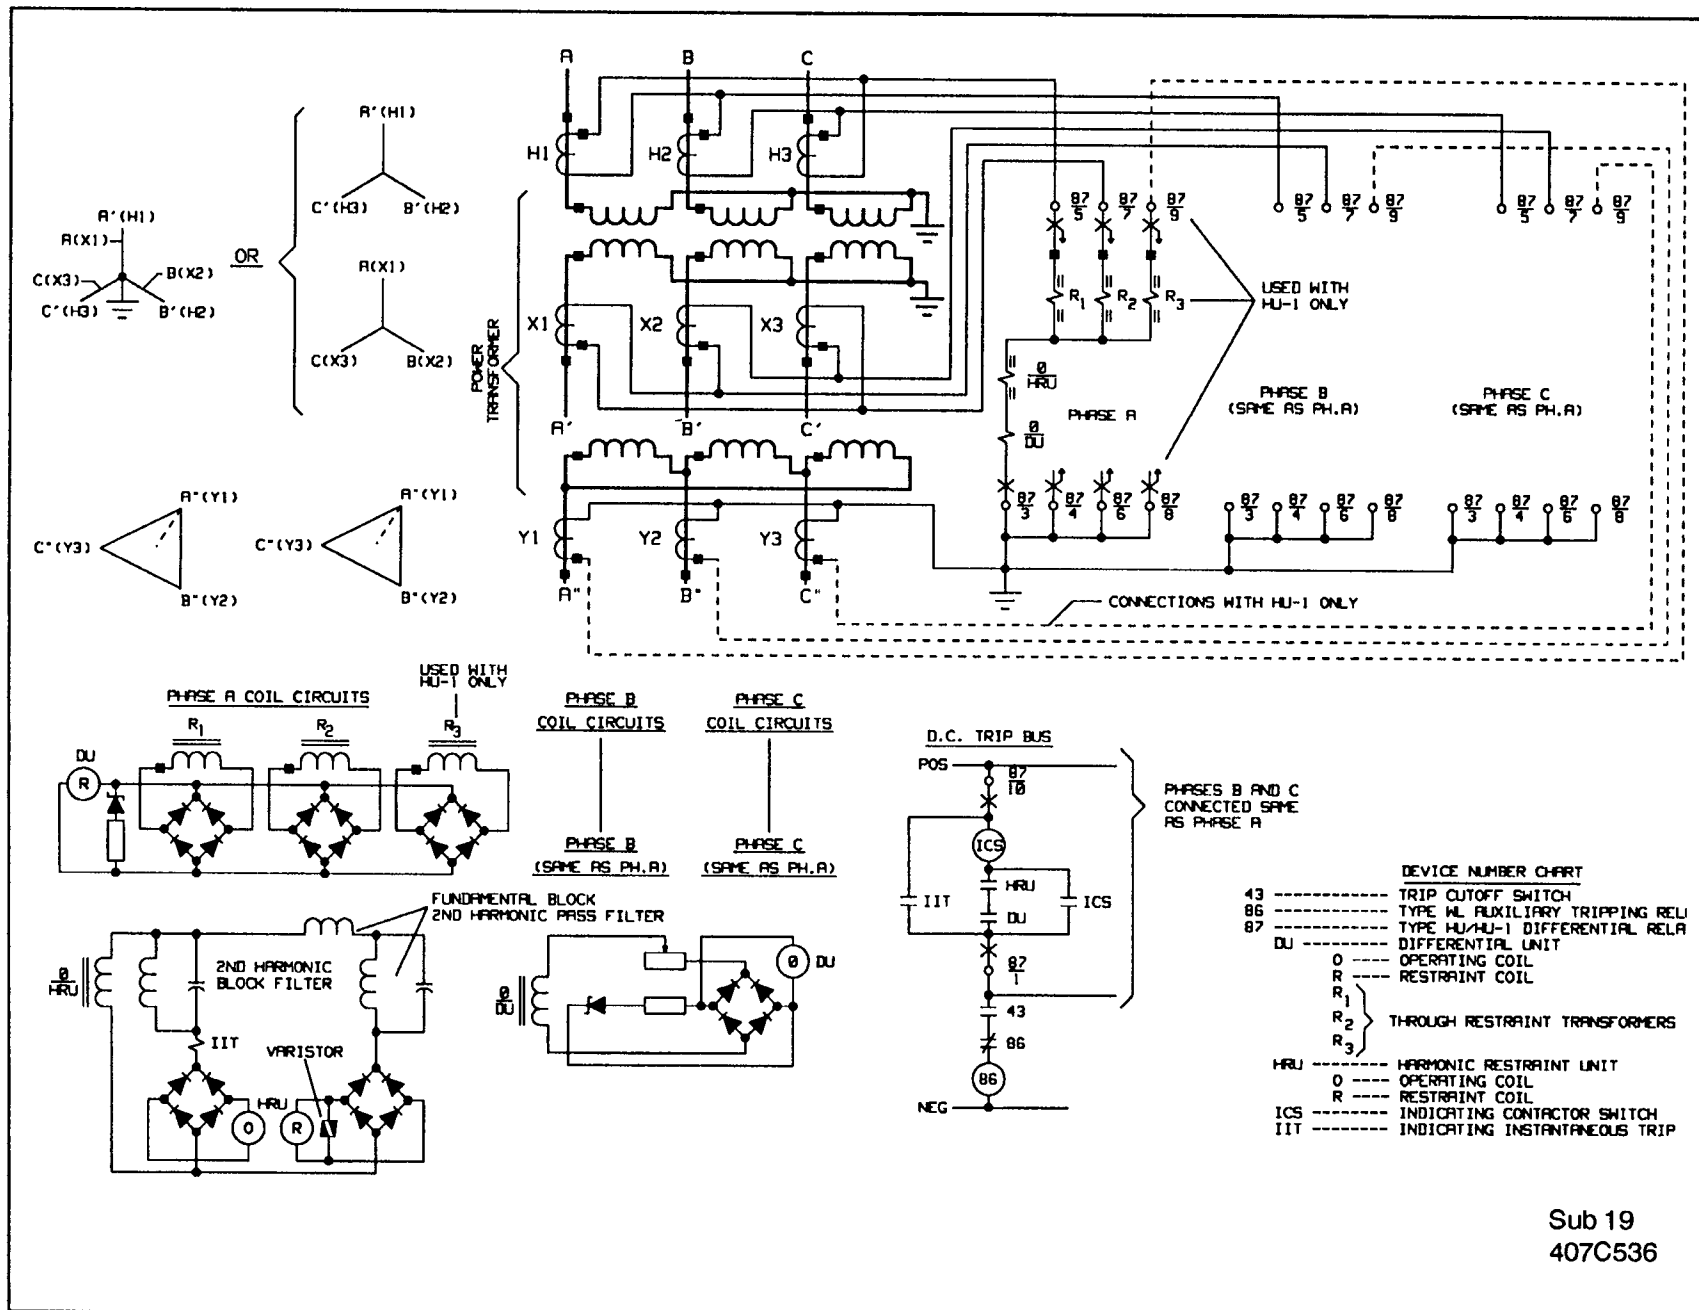 A B C
A'(H1)
C'(H3) B'(H2)
H1 H2 H3
A'(H1)
A(X1)
C(X3) B(X2)
C'(H3) B'(H2)
OR
A(X1)
C(X3) B(X2)
POWER
TRANSFORMER
X1 X2 X3
A' B' C'
87/5 87/7 87/9
87/5 87/7 87/9
87/5 87/7 87/9
R1 R2 R3
USED WITH
HU-1 ONLY
O/HRU
O/DU
PHASE A
PHASE B
(SAME AS PH.A)
PHASE C
(SAME AS PH.A)
87/3 87/4 87/6 87/8
87/3 87/4 87/6 87/8
87/3 87/4 87/6 87/8
A"(Y1)
C"(Y3)
B"(Y2)
A"(Y1)
C"(Y3)
B"(Y2)
Y1 Y2 Y3
A" B" C"
CONNECTIONS WITH HU-1 ONLY
PHASE A COIL CIRCUITS
USED WITH
HU-1 ONLY
R1 R2 R3
DU
R
PHASE B
COIL CIRCUITS
PHASE B
(SAME AS PH.A)
PHASE C
COIL CIRCUITS
PHASE C
(SAME AS PH.A)
FUNDAMENTAL BLOCK
2ND HARMONIC PASS FILTER
2ND HARMONIC
BLOCK FILTER
O/HRU
IIT
VARISTOR
HRU
O R
O/DU
O DU
D.C. TRIP BUS
POS
87/10
ICS
HRU
IIT
DU
ICS
87/1
43
86
86
NEG
PHASES B AND C
CONNECTED SAME
AS PHASE A
DEVICE NUMBER CHART
43 ---------- TRIP CUTOFF SWITCH
86 ---------- TYPE WL AUXILIARY TRIPPING
87 ---------- TYPE HU/HU-1 DIFFERENTIAL
DU ------- DIFFERENTIAL UNIT
O ---- OPERATING COIL
R ---- RESTRAINT COIL
R1
R2 THROUGH RESTRAINT TRANSFORMERS
R3
HRU ------- HARMONIC RESTRAINT UNIT
O ---- OPERATING COIL
R ---- RESTRAINT COIL
ICS ------- INDICATING CONTACTOR SWITCH
IIT ------- INDICATING INSTANTANEOUS TRIP
Sub 19
407C536